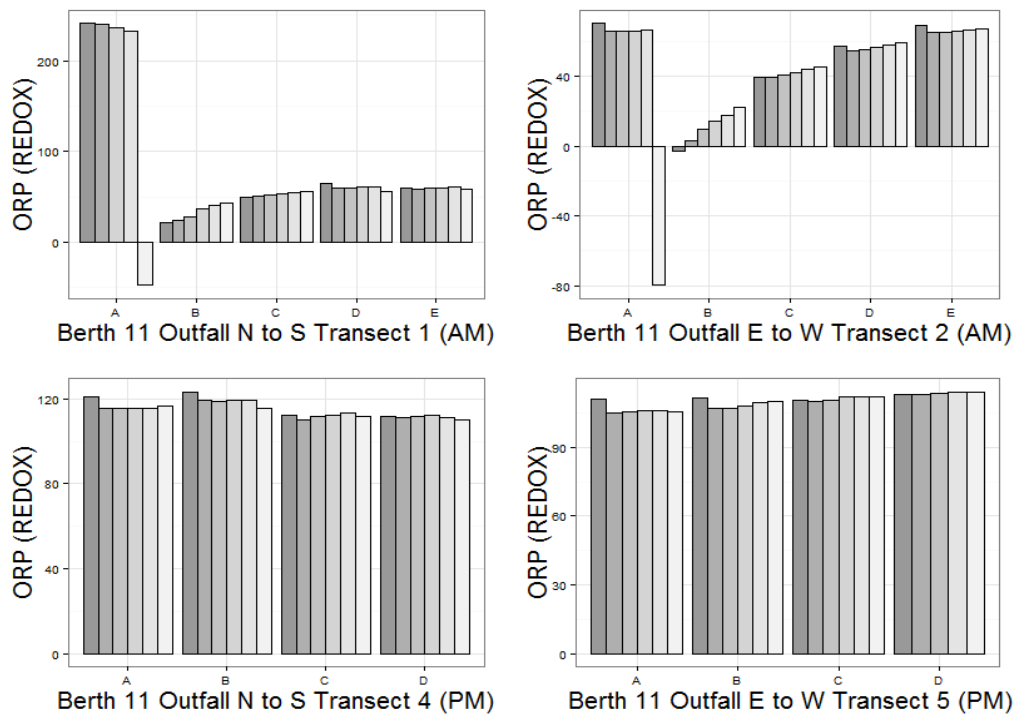 ORP (REDOX)
200
100
0
A B C D E
Berth 11 Outfall N to S Transect 1 (AM)
ORP (REDOX)
40
0
-40
-80
A B C D E
Berth 11 Outfall E to W Transect 2 (AM)
ORP (REDOX)
120
80
40
0
A B C D
Berth 11 Outfall N to S Transect 4 (PM)
ORP (REDOX)
90
60
30
0
A B C D
Berth 11 Outfall E to W Transect 5 (PM)